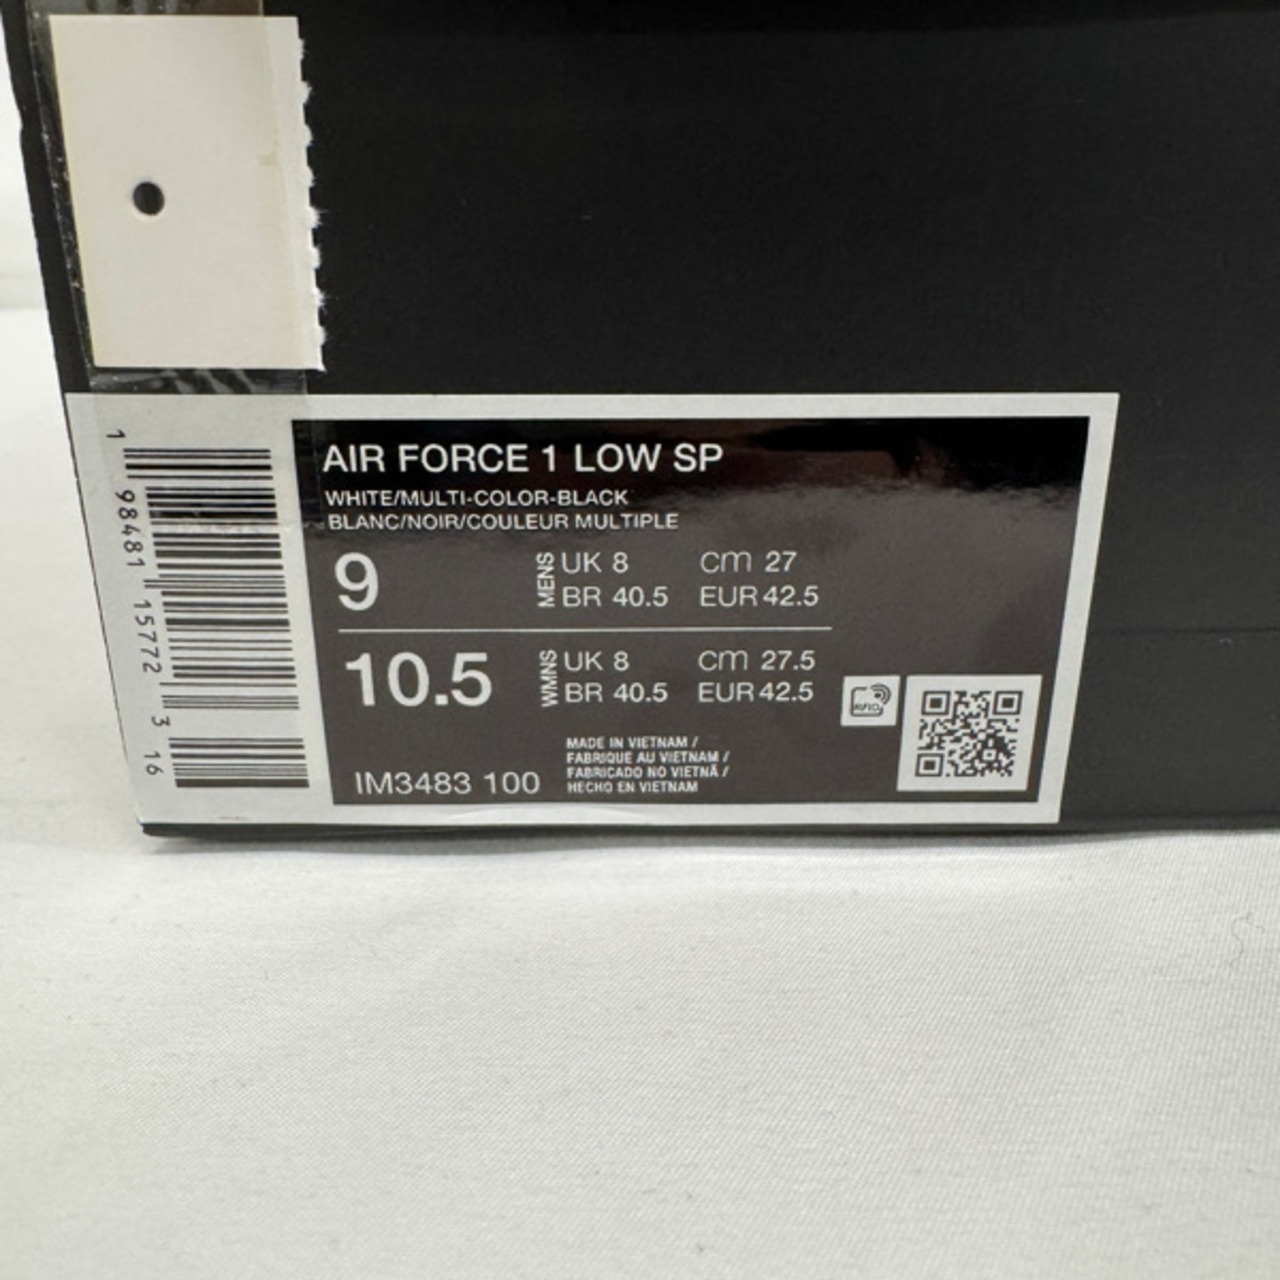 1 98481 15772 3 16
AIR FORCE 1 LOW SP
WHITE/MULTI-COLOR-BLACK
BLANC/NOIR/COULEUR MULTIPLE
9 MENS UK 8 cm 27
BR 40.5 EUR 42.5
10.5 WMNS UK 8 cm 27.5
BR 40.5 EUR 42.5
RFID
MADE IN VIETNAM /
FABRIQUE AU VIETNAM /
FABRICADO NO VIETNÃ /
HECHO EN VIETNAM
IM3483 100